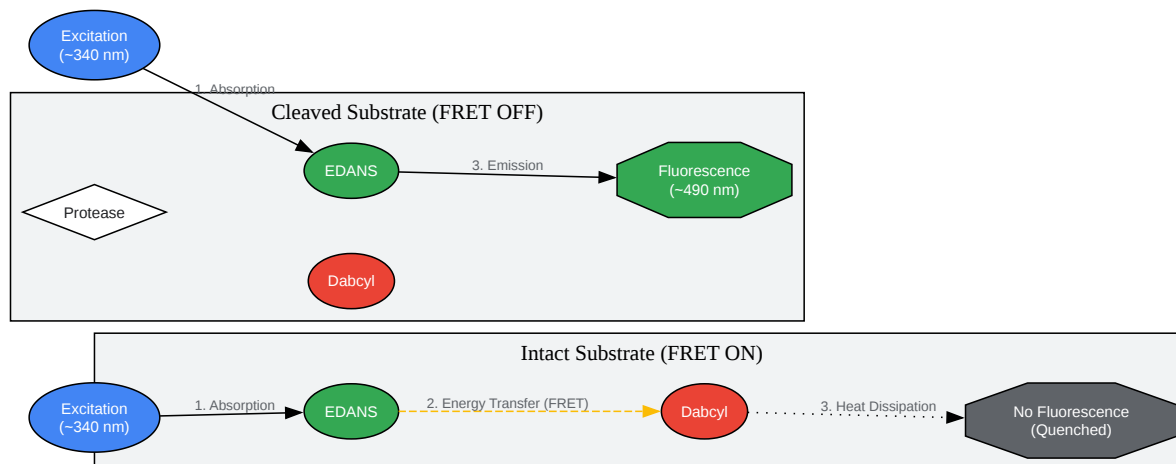 Excitation
(~340 nm)
1. Absorption
Cleaved Substrate (FRET OFF)
EDANS
3. Emission
Fluorescence
(~490 nm)
Protease
Dabcyl
Intact Substrate (FRET ON)
Excitation
(~340 nm)
1. Absorption
EDANS
2. Energy Transfer (FRET)
Dabcyl
3. Heat Dissipation
No Fluorescence
(Quenched)